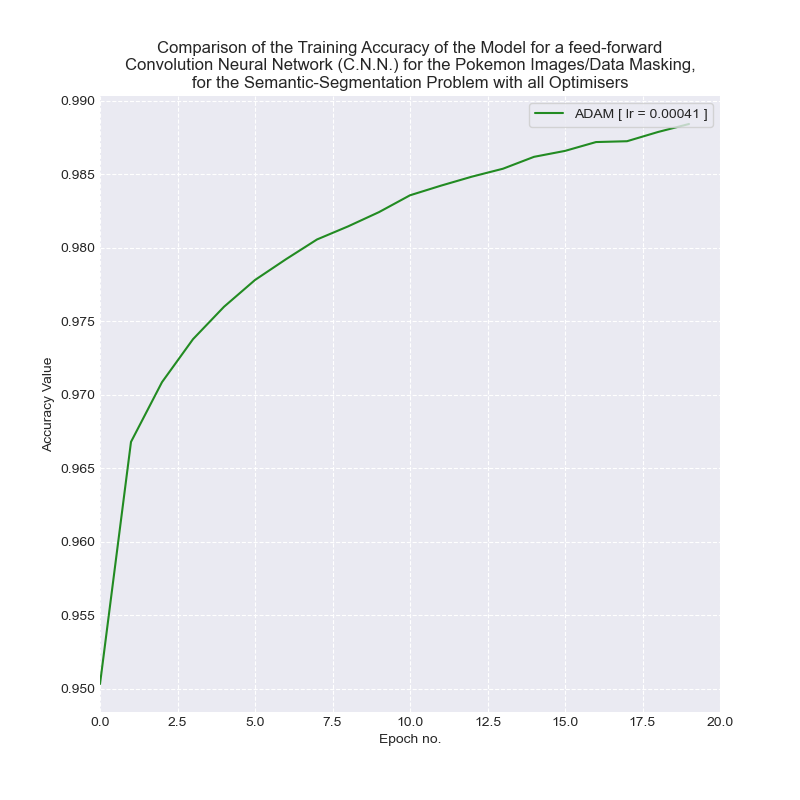 Comparison of the Training Accuracy of the Model for a feed-forward
Convolution Neural Network (C.N.N.) for the Pokemon Images/Data Masking,
for the Semantic-Segmentation Problem with all Optimisers
ADAM [ lr = 0.00041 ]
0.990
0.985
0.980
0.975
0.970
0.965
0.960
0.955
0.950
Accuracy Value
0.0 2.5 5.0 7.5 10.0 12.5 15.0 17.5 20.0
Epoch no.